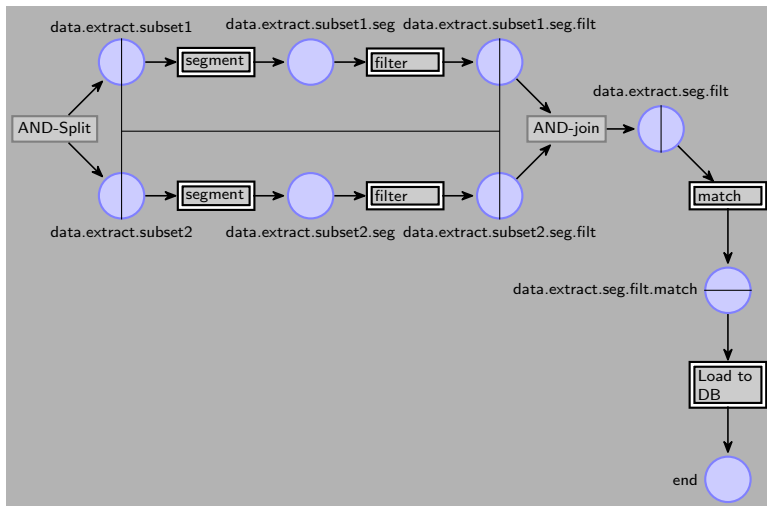 data.extract.subset1
data.extract.subset1.seg
data.extract.subset1.seg.filt
segment
filter
data.extract.seg.filt
AND-Split
AND-join
segment
filter
match
data.extract.subset2
data.extract.subset2.seg
data.extract.subset2.seg.filt
data.extract.seg.filt.match
Load to
DB
end